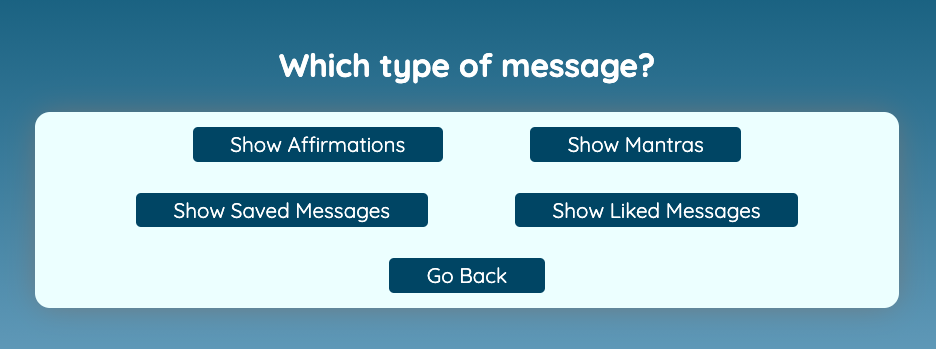 Which type of message?
Show Affirmations
Show Mantras
Show Saved Messages
Show Liked Messages
Go Back